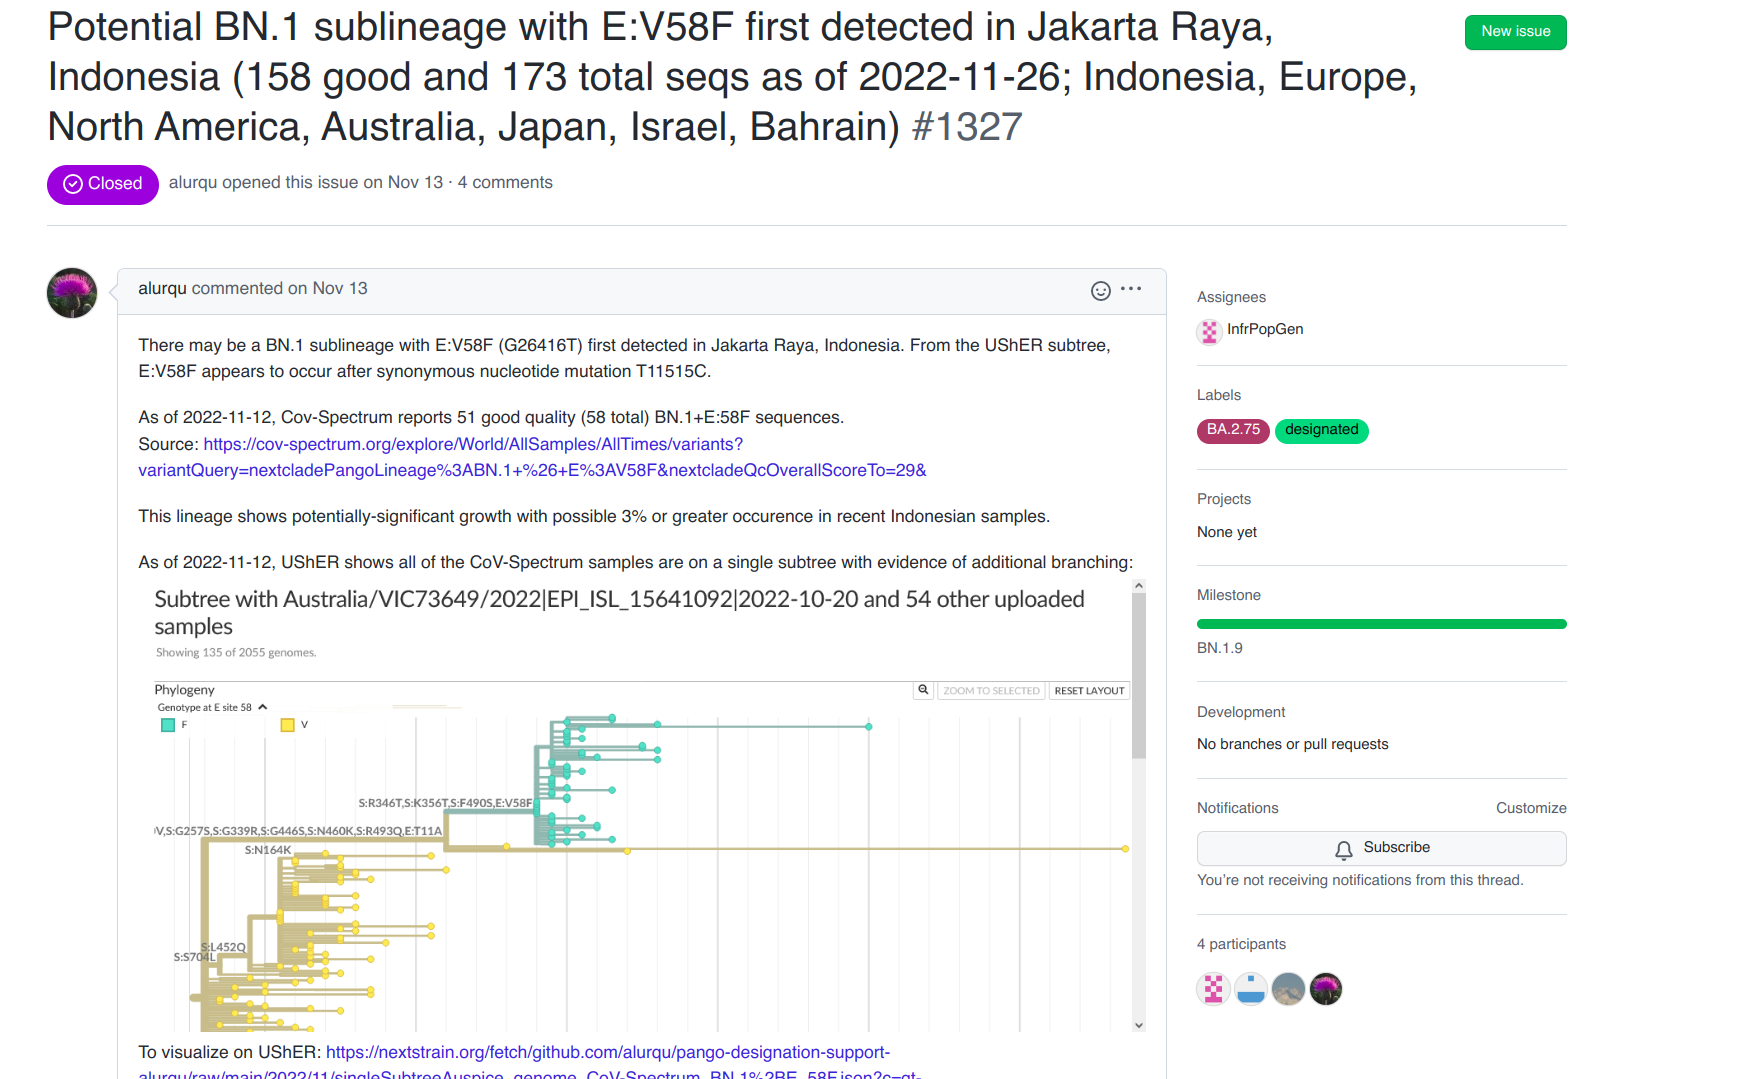 Potential BN.1 sublineage with E:V58F first detected in Jakarta Raya,
Indonesia (158 good and 173 total seqs as of 2022-11-26; Indonesia, Europe,
North America, Australia, Japan, Israel, Bahrain) #1327
New issue
Closed
alurqu opened this issue on Nov 13 · 4 comments
alurqu commented on Nov 13
There may be a BN.1 sublineage with E:V58F (G26416T) first detected in Jakarta Raya, Indonesia. From the UShER subtree,
E:V58F appears to occur after synonymous nucleotide mutation T11515C.
As of 2022-11-12, Cov-Spectrum reports 51 good quality (58 total) BN.1+E:58F sequences.
Source: https://cov-spectrum.org/explore/World/AllSamples/AllTimes/variants?
variantQuery=nextcladePangoLineage%3ABN.1+%26+E%3AV58F&nextcladeQcOverallScoreTo=29&
This lineage shows potentially-significant growth with possible 3% or greater occurence in recent Indonesian samples.
As of 2022-11-12, UShER shows all of the CoV-Spectrum samples are on a single subtree with evidence of additional branching:
Subtree with Australia/VIC73649/2022|EPI_ISL_15641092|2022-10-20 and 54 other uploaded
samples
Showing 135 of 2055 genomes.
Phylogeny
ZOOM TO SELECTED
RESET LAYOUT
Genotype at E site 58
F
V
S:R346T,S:K356T,S:F490S,E:V58F
V,S:G257S,S:G339R,S:G446S,S:N460K,S:R493Q,E:T11A
S:N164K
S:L452Q
S:S704L
To visualize on UShER: https://nextstrain.org/fetch/github.com/alurqu/pango-designation-support-
alurqu/raw/main/2022/11/singleSubtreeAuspice_genome_CoV-Spectrum_BN.1%2BE_58F.json?c=gt-
Assignees
InfrPopGen
Labels
BA.2.75
designated
Projects
None yet
Milestone
BN.1.9
Development
No branches or pull requests
Notifications
Customize
Subscribe
You're not receiving notifications from this thread.
4 participants